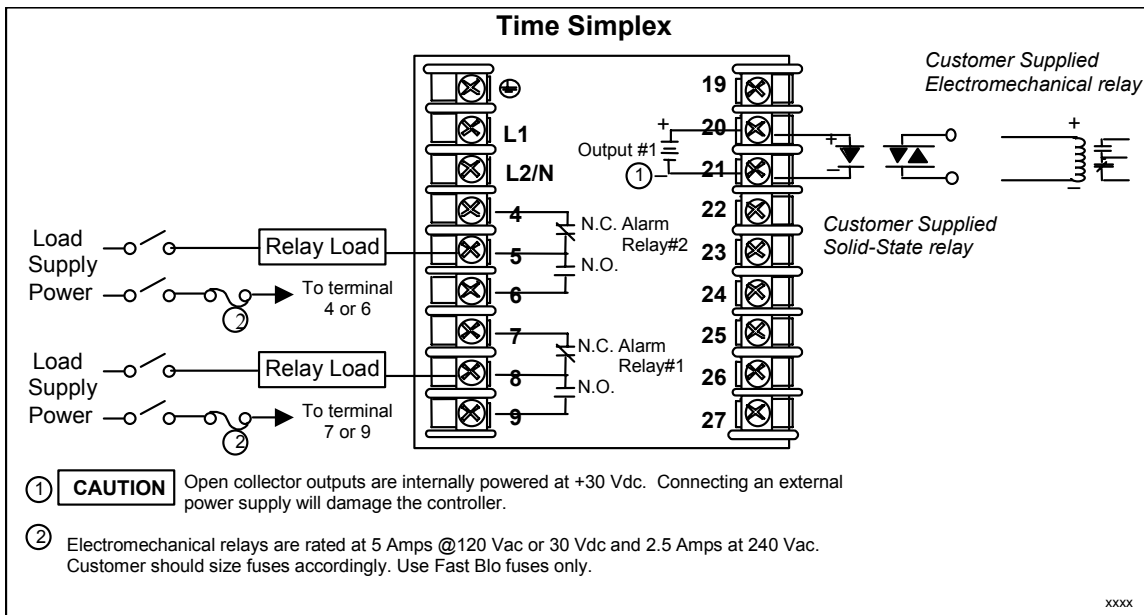 Time Simplex
Customer Supplied
Electromechanical relay
L1
L2/N
4
5
6
7
8
9
19
20
21
22
23
24
25
26
27
+
Output #1
1 –
+
–
+
–
Customer Supplied
Solid-State relay
N.C. Alarm
Relay#2
N.O.
N.C. Alarm
Relay#1
N.O.
Load
Supply
Power
Relay Load
2
To terminal
4 or 6
Load
Supply
Power
Relay Load
2
To terminal
7 or 9
1 CAUTION Open collector outputs are internally powered at +30 Vdc. Connecting an external
power supply will damage the controller.
2 Electromechanical relays are rated at 5 Amps @120 Vac or 30 Vdc and 2.5 Amps at 240 Vac.
Customer should size fuses accordingly. Use Fast Blo fuses only.
xxxx